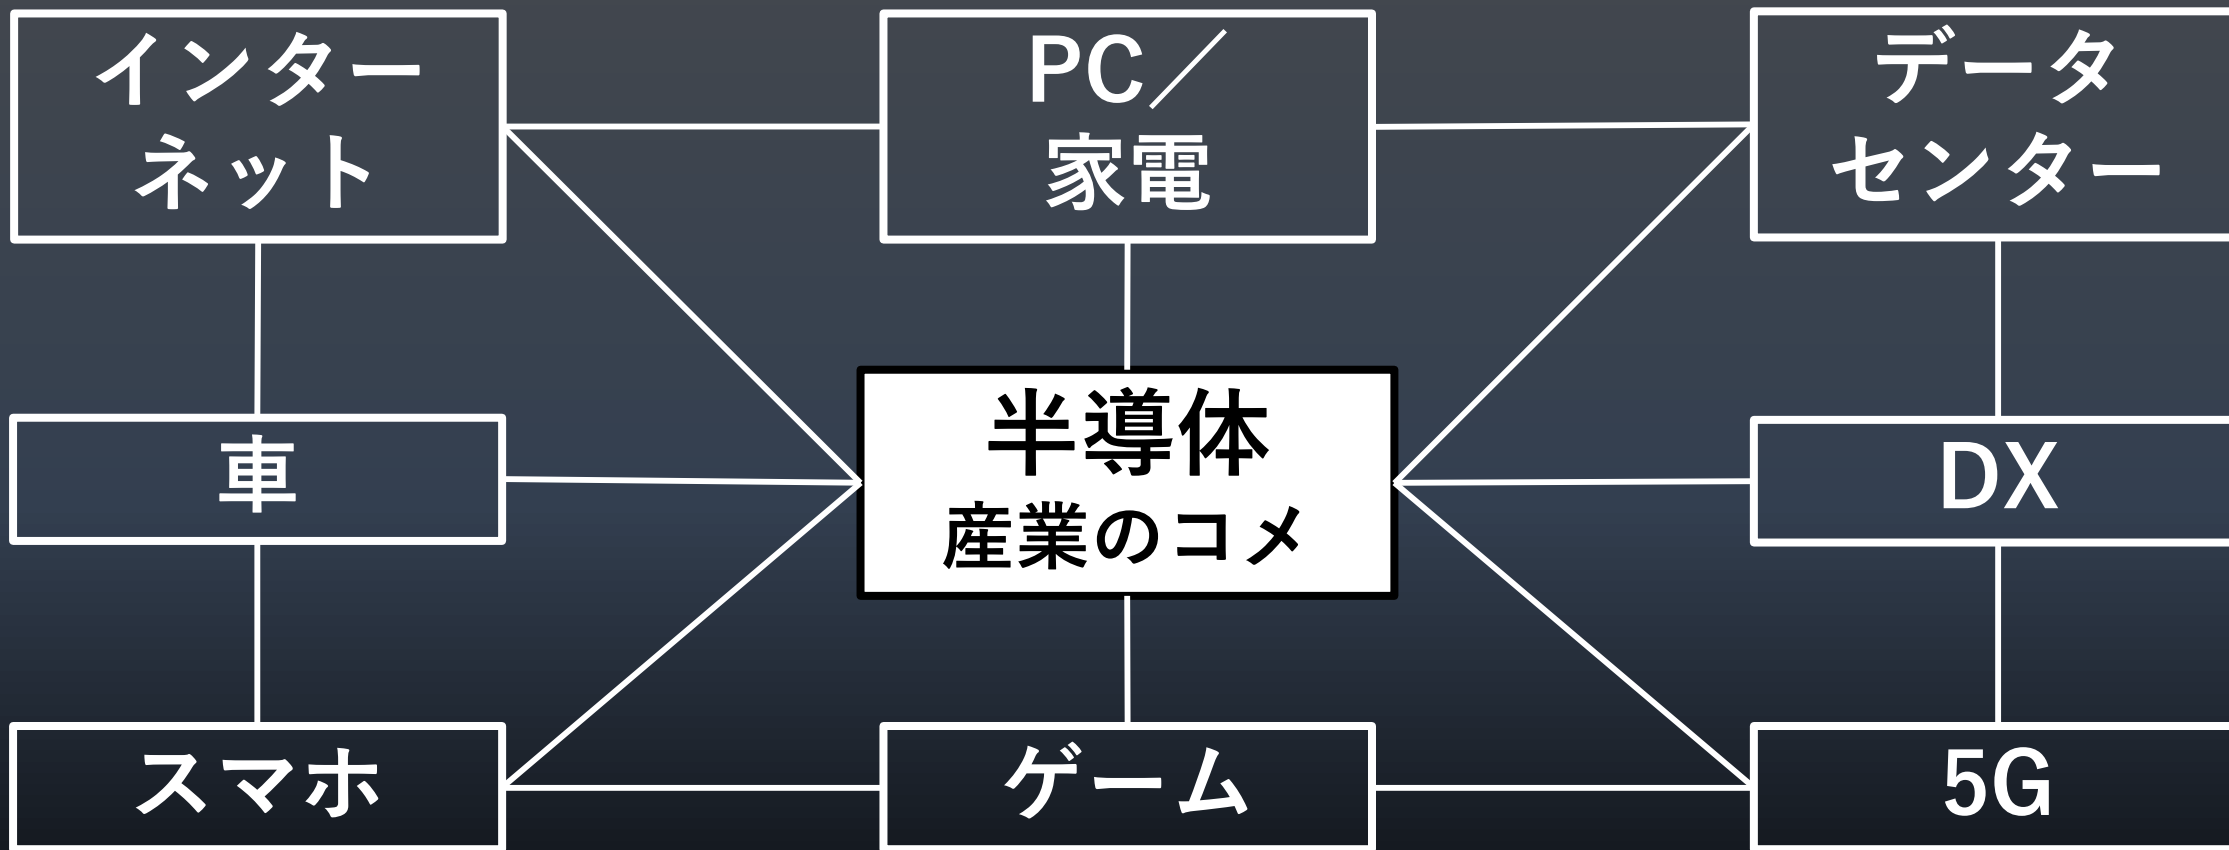 インター
ネット
PC／
家電
データ
センター
車
半導体
産業のコメ
DX
スマホ
ゲーム
5G